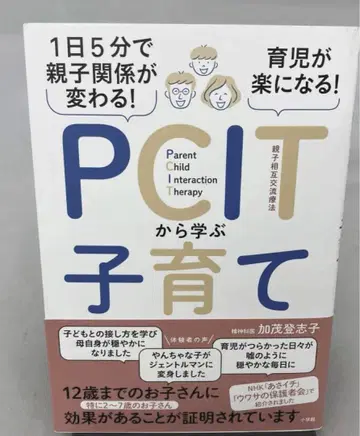 1日5分で
親子関係が
変わる!
育児が
楽になる!
PCIT
Parent
Child
Interaction
Therapy
親子相互交流療法
から学ぶ
子育て
精神科医 加茂登志子
体験者の声
子どもとの接し方を学び
母自身が穏やかに
なりました
やんちゃな子が
ジェントルマンに
変身しました
育児がつらかった日々が
嘘のように
穏やかな毎日に
NHK「あさイチ」
「ウワサの保護者会」で
紹介されました
12歳までのお子さんに
特に2〜7歳のお子さん
効果があることが証明されています
小学館